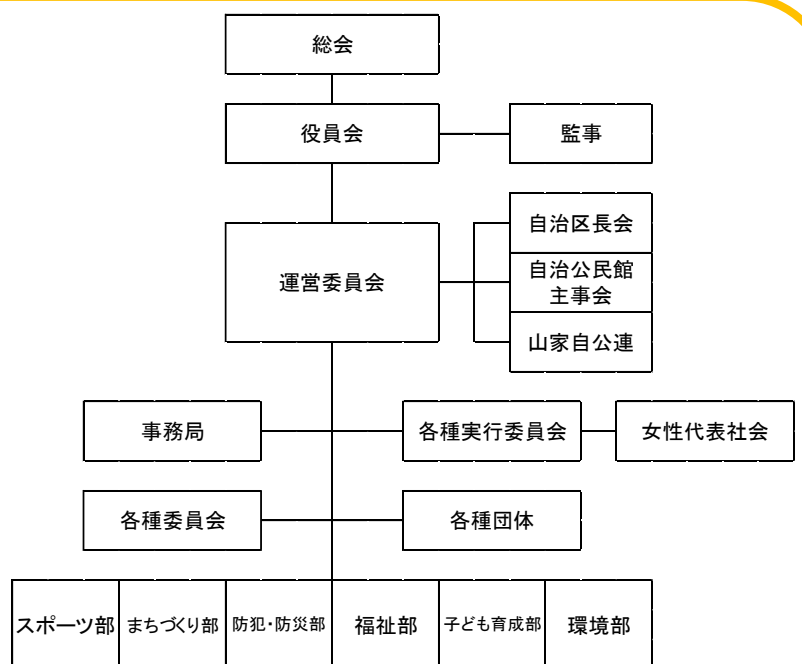 総会
役員会
監事
自治区長会
運営委員会
自治公民館
主事会
山家自公連
事務局
各種実行委員会
女性代表社会
各種委員会
各種団体
スポーツ部
まちづくり部
防犯・防災部
福祉部
子ども育成部
環境部